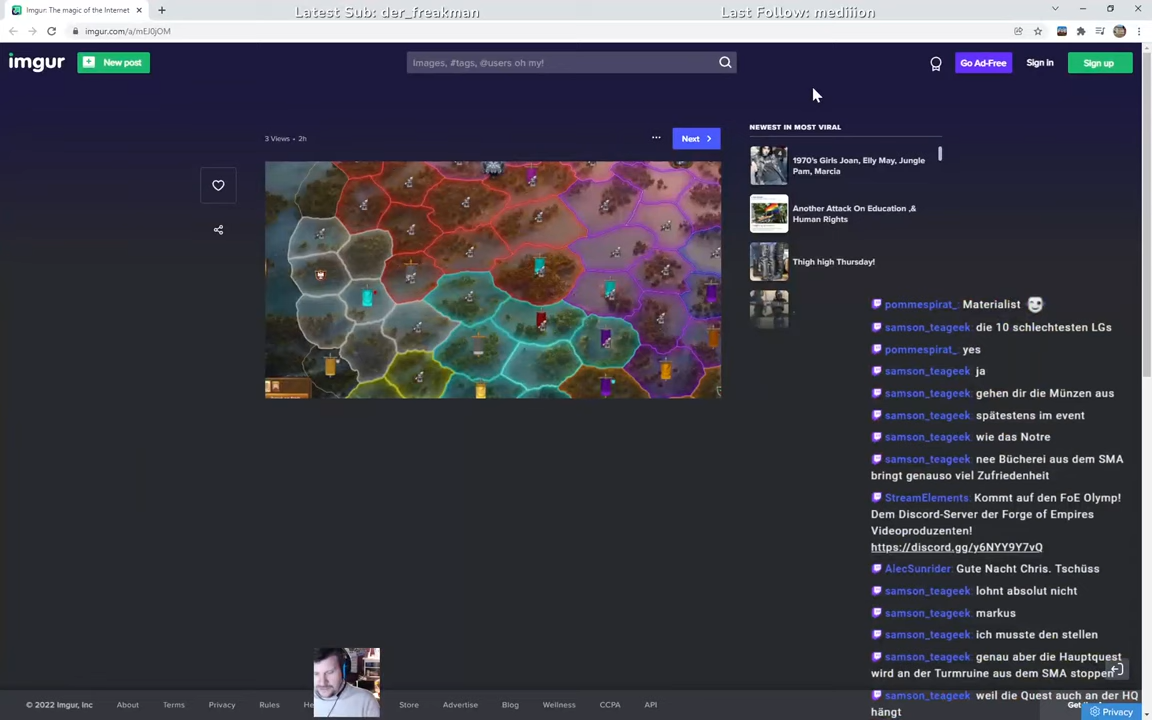 Imgur: The magic of the Internet
Latest Sub: der_freakman
Last Follow: mediiion
imgur.com/a/mEJ0jOM
imgur
New post
Images, #tags, @users oh my!
Go Ad-Free
Sign in
Sign up
3 Views • 2h
Next
NEWEST IN MOST VIRAL
1970's Girls Joan, Elly May, Jungle
Pam, Marcia
Another Attack On Education ,&
Human Rights
Thigh high Thursday!
pommespirat_: Materialist
samson_teageek: die 10 schlechtesten LGs
pommespirat_: yes
samson_teageek: ja
samson_teageek: gehen dir die Münzen aus
samson_teageek: spätestens im event
samson_teageek: wie das Notre
samson_teageek: nee Bücherei aus dem SMA
bringt genauso viel Zufriedenheit
StreamElements: Kommt auf den FoE Olymp!
Dem Discord-Server der Forge of Empires
Videoproduzenten!
https://discord.gg/y6NYY9Y7vQ
AlecSunrider: Gute Nacht Chris. Tschüss
samson_teageek: lohnt absolut nicht
samson_teageek: markus
samson_teageek: ich musste den stellen
samson_teageek: genau aber die Hauptquest
wird an der Turmruine aus dem SMA stoppen
samson_teageek: weil die Quest auch an der HQ
hängt
© 2022 Imgur, Inc
About
Terms
Privacy
Rules
Store
Advertise
Blog
Wellness
CCPA
API
Privacy